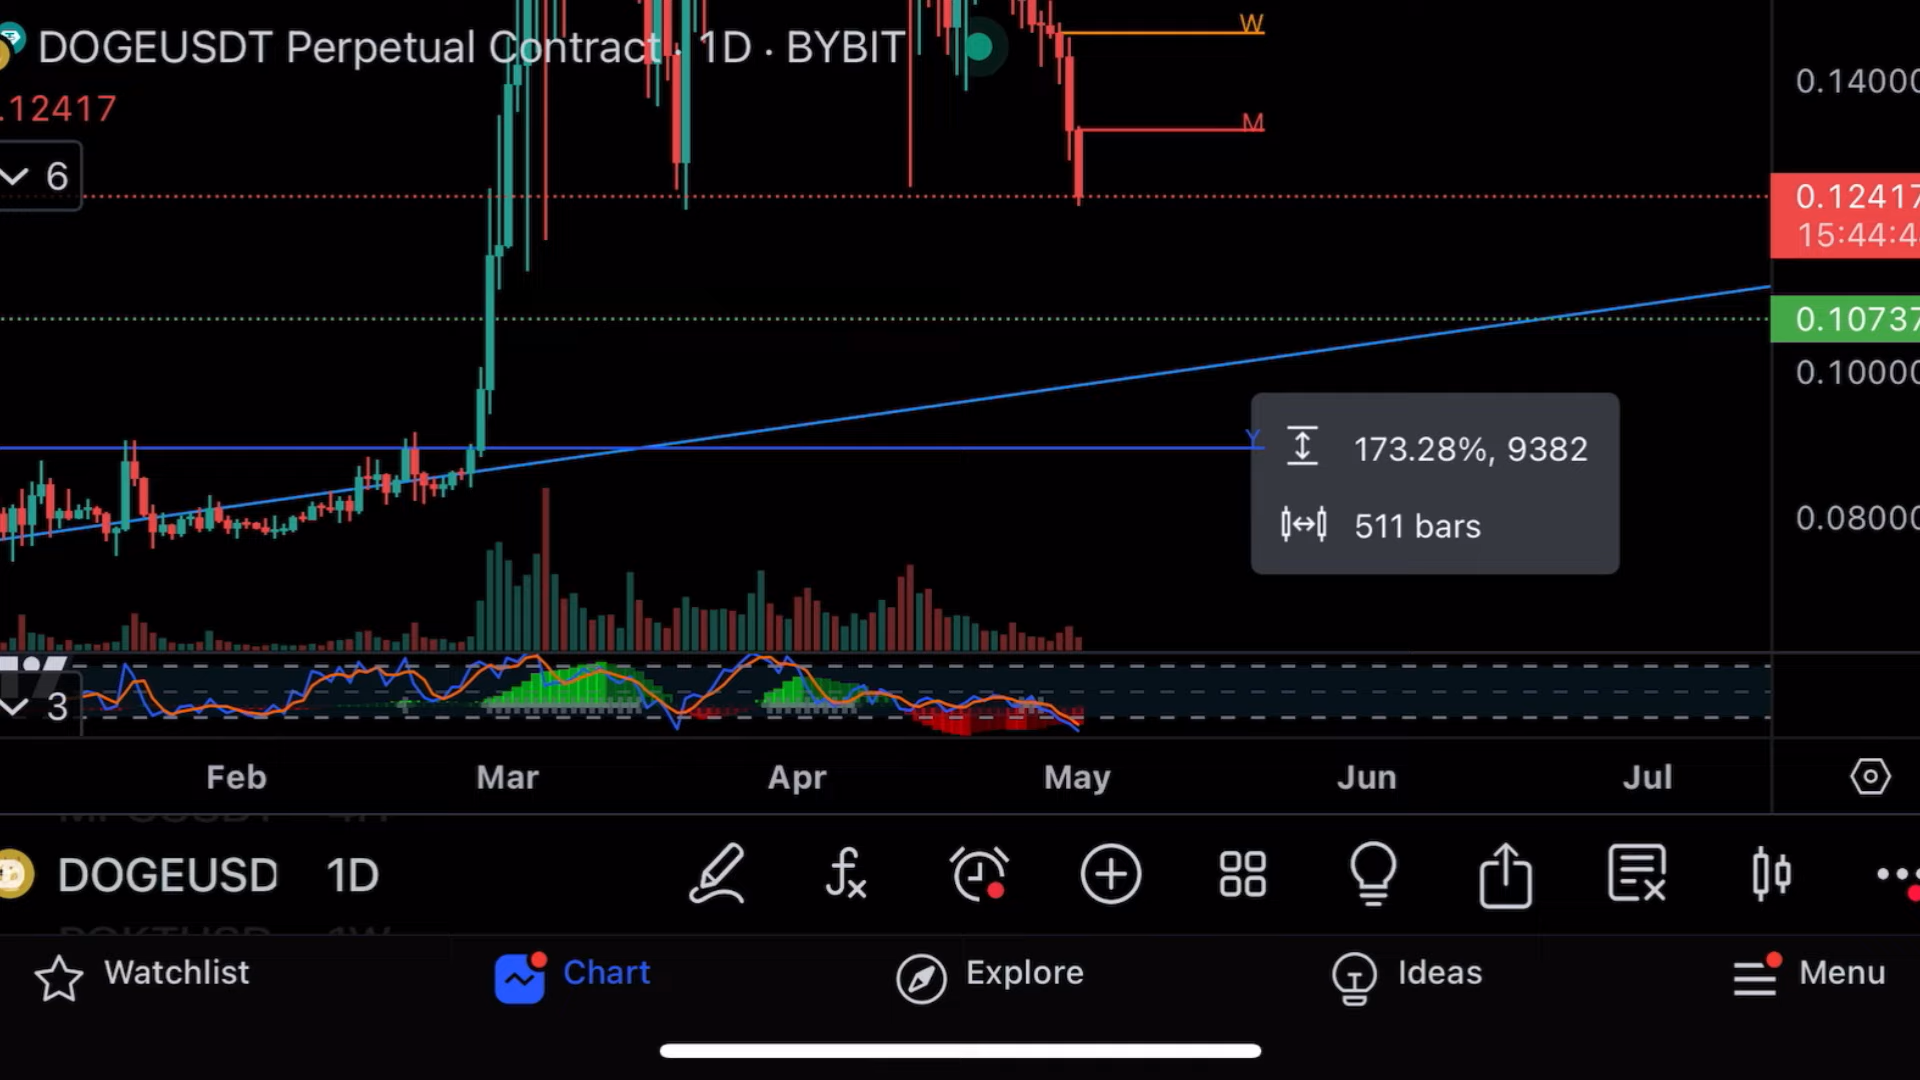 DOGEUSDT Perpetual Contract · 1D · BYBIT
W
0.14000
.12417
M
6
0.12417
15:44:4
0.10737
0.10000
Y
173.28%, 9382
511 bars
0.08000
3
Feb Mar Apr May Jun Jul
DOGEUSD 1D
Watchlist Chart Explore Ideas Menu